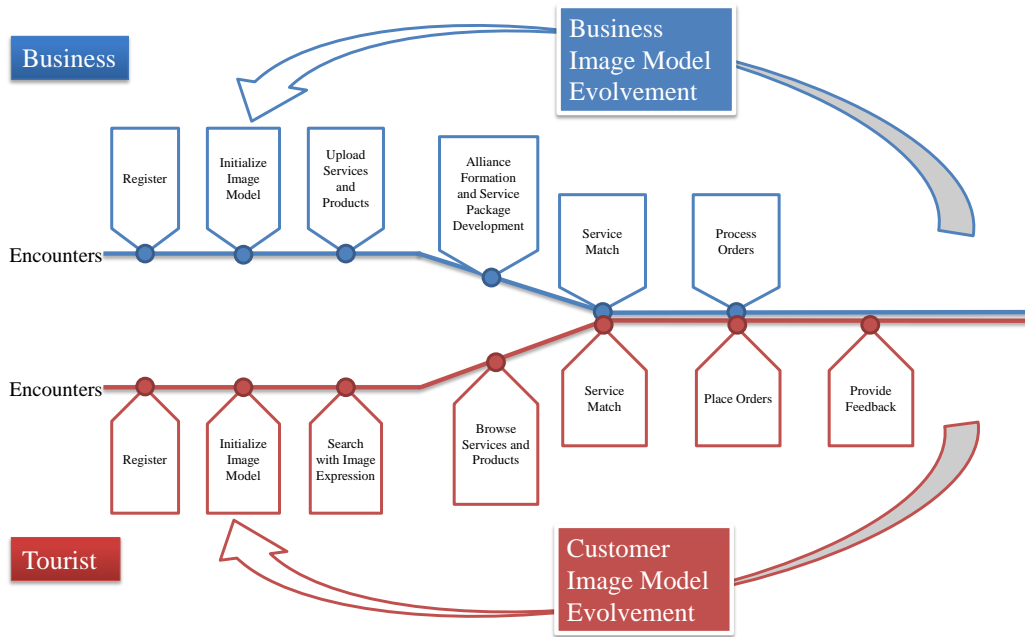 Business
Business
Image Model
Evolvement
Register
Initialize
Image
Model
Upload
Services
and
Products
Alliance
Formation
and Service
Package
Development
Service
Match
Process
Orders
Encounters
Encounters
Register
Initialize
Image
Model
Search
with Image
Expression
Browse
Services and
Products
Service
Match
Place Orders
Provide
Feedback
Tourist
Customer
Image Model
Evolvement